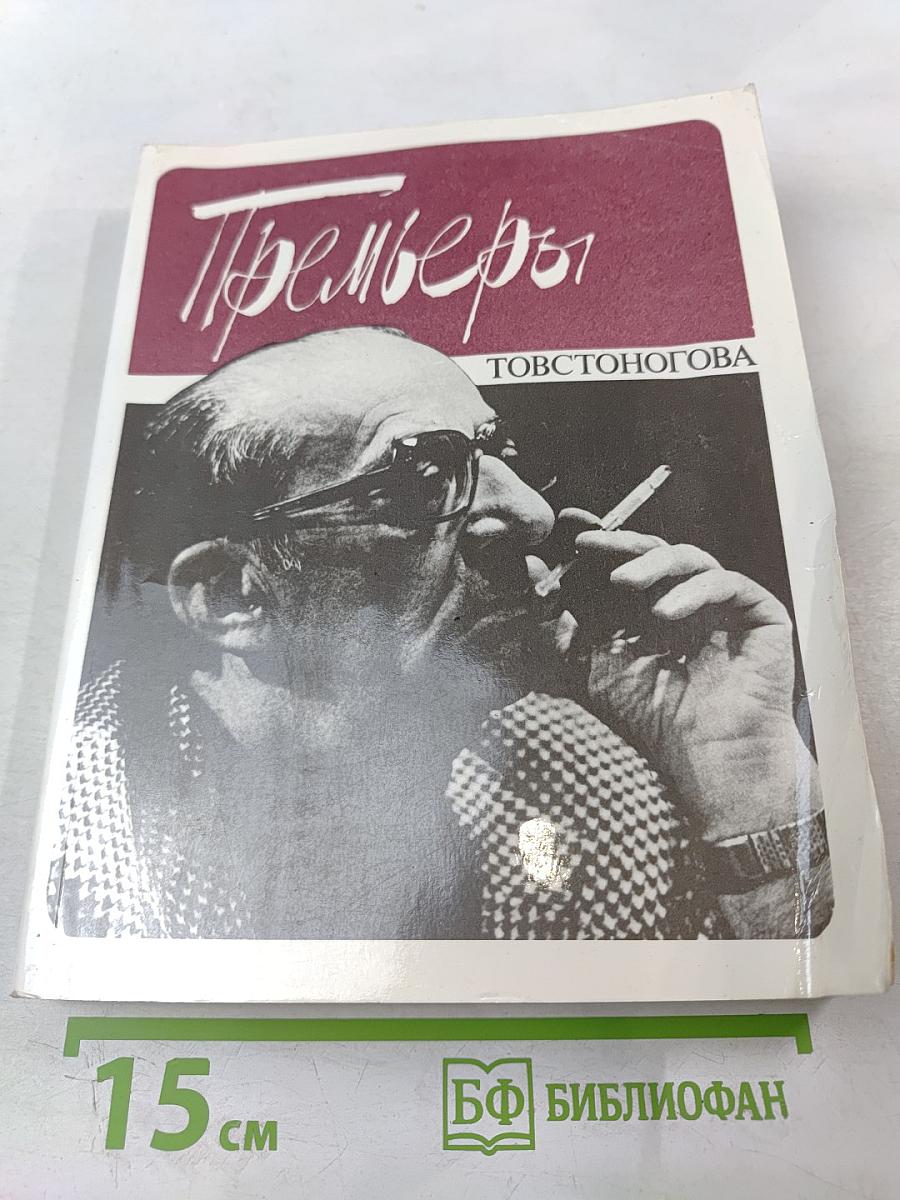 Премьеры
ТОВСТОНОГОВА
15 см
БФ БИБЛИОФАН